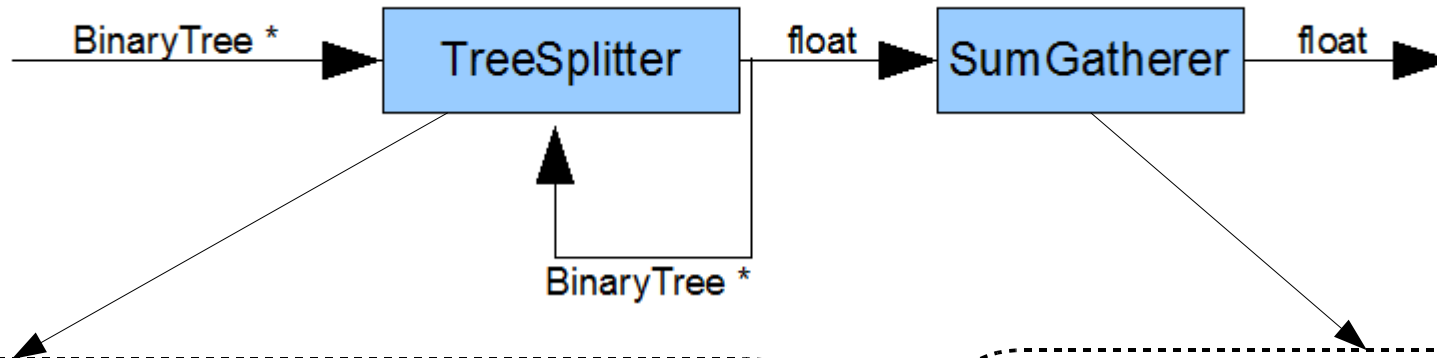 BinaryTree *
TreeSplitter
float
SumGatherer
float
BinaryTree *